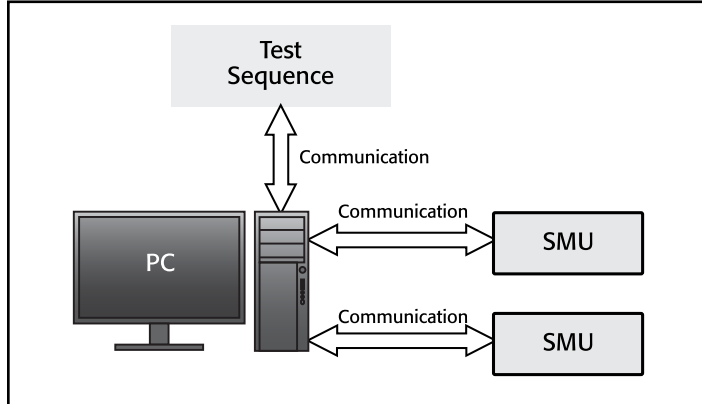 Test
Sequence
Communication
Communication
PC
SMU
Communication
SMU